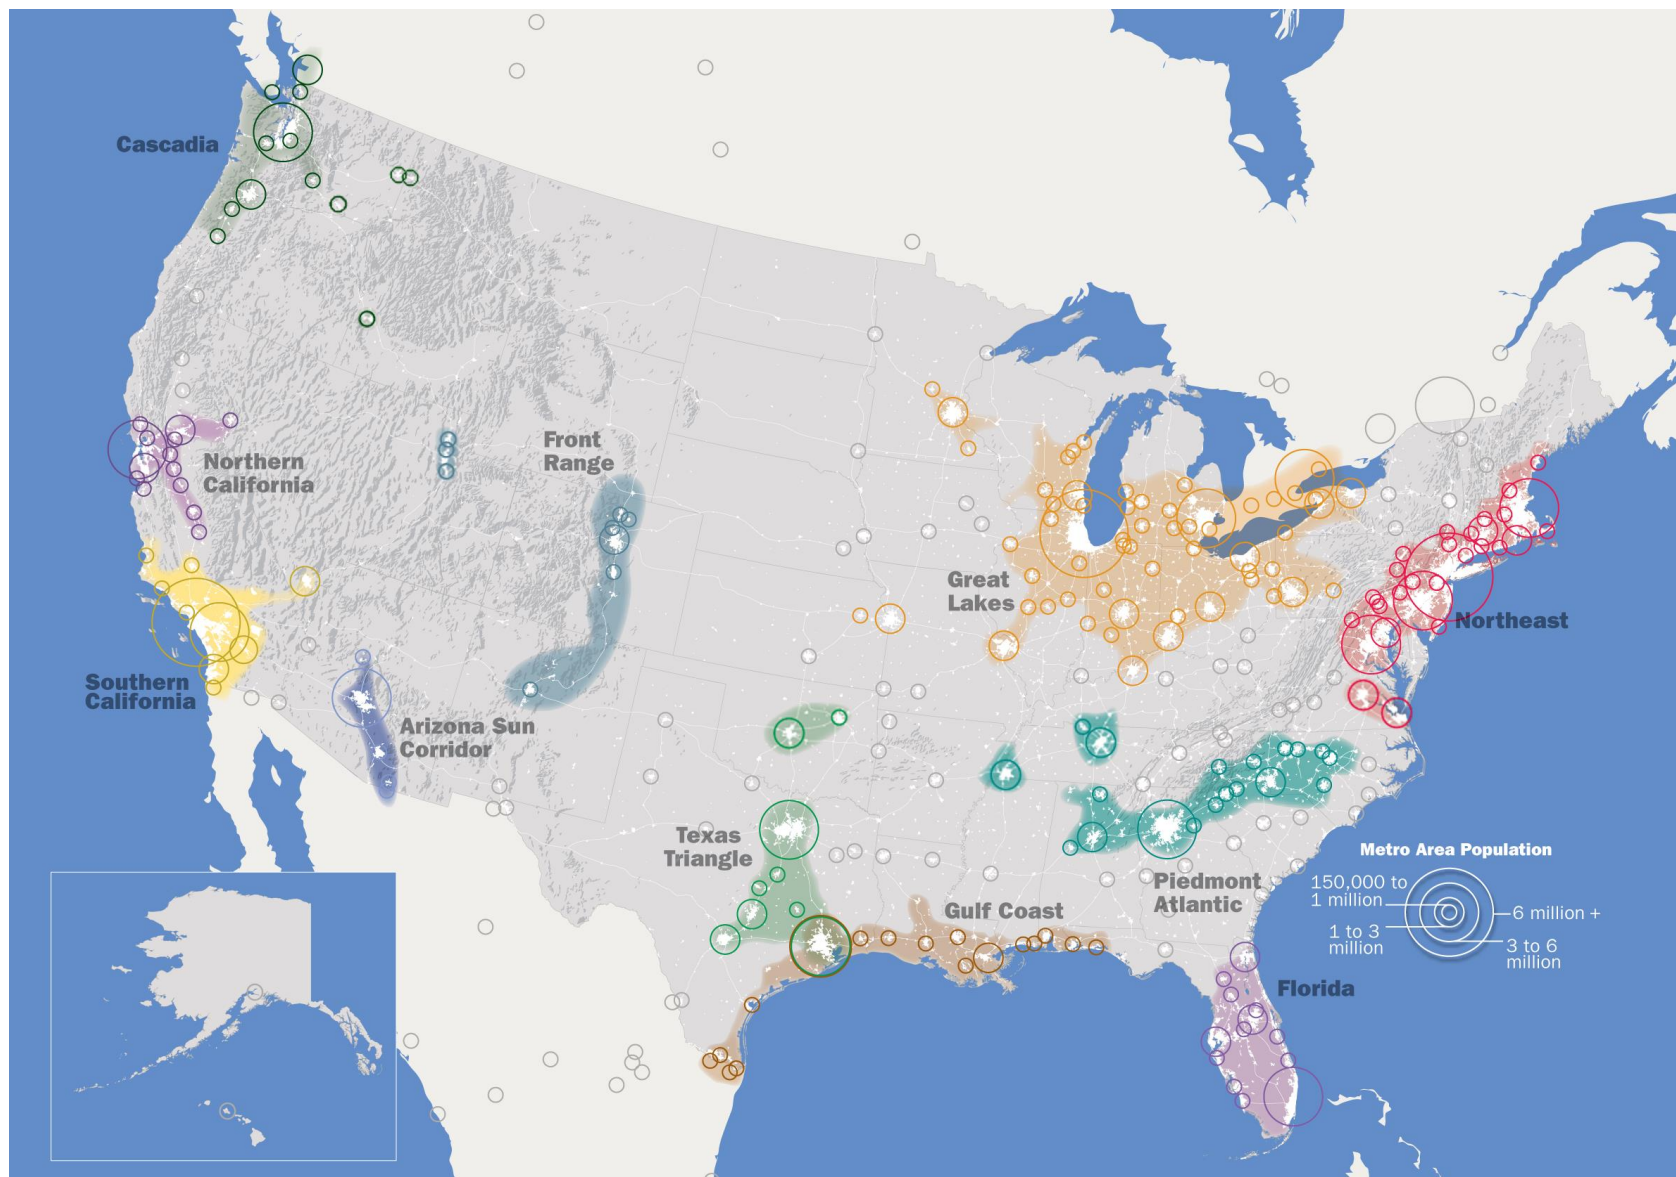 Cascadia
Northern
California
Front
Range
Great
Lakes
Northeast
Southern
California
Arizona Sun
Corridor
Texas
Triangle
Gulf Coast
Piedmont
Atlantic
Florida
Metro Area Population
150,000 to
1 million
1 to 3
million
6 million +
3 to 6
million